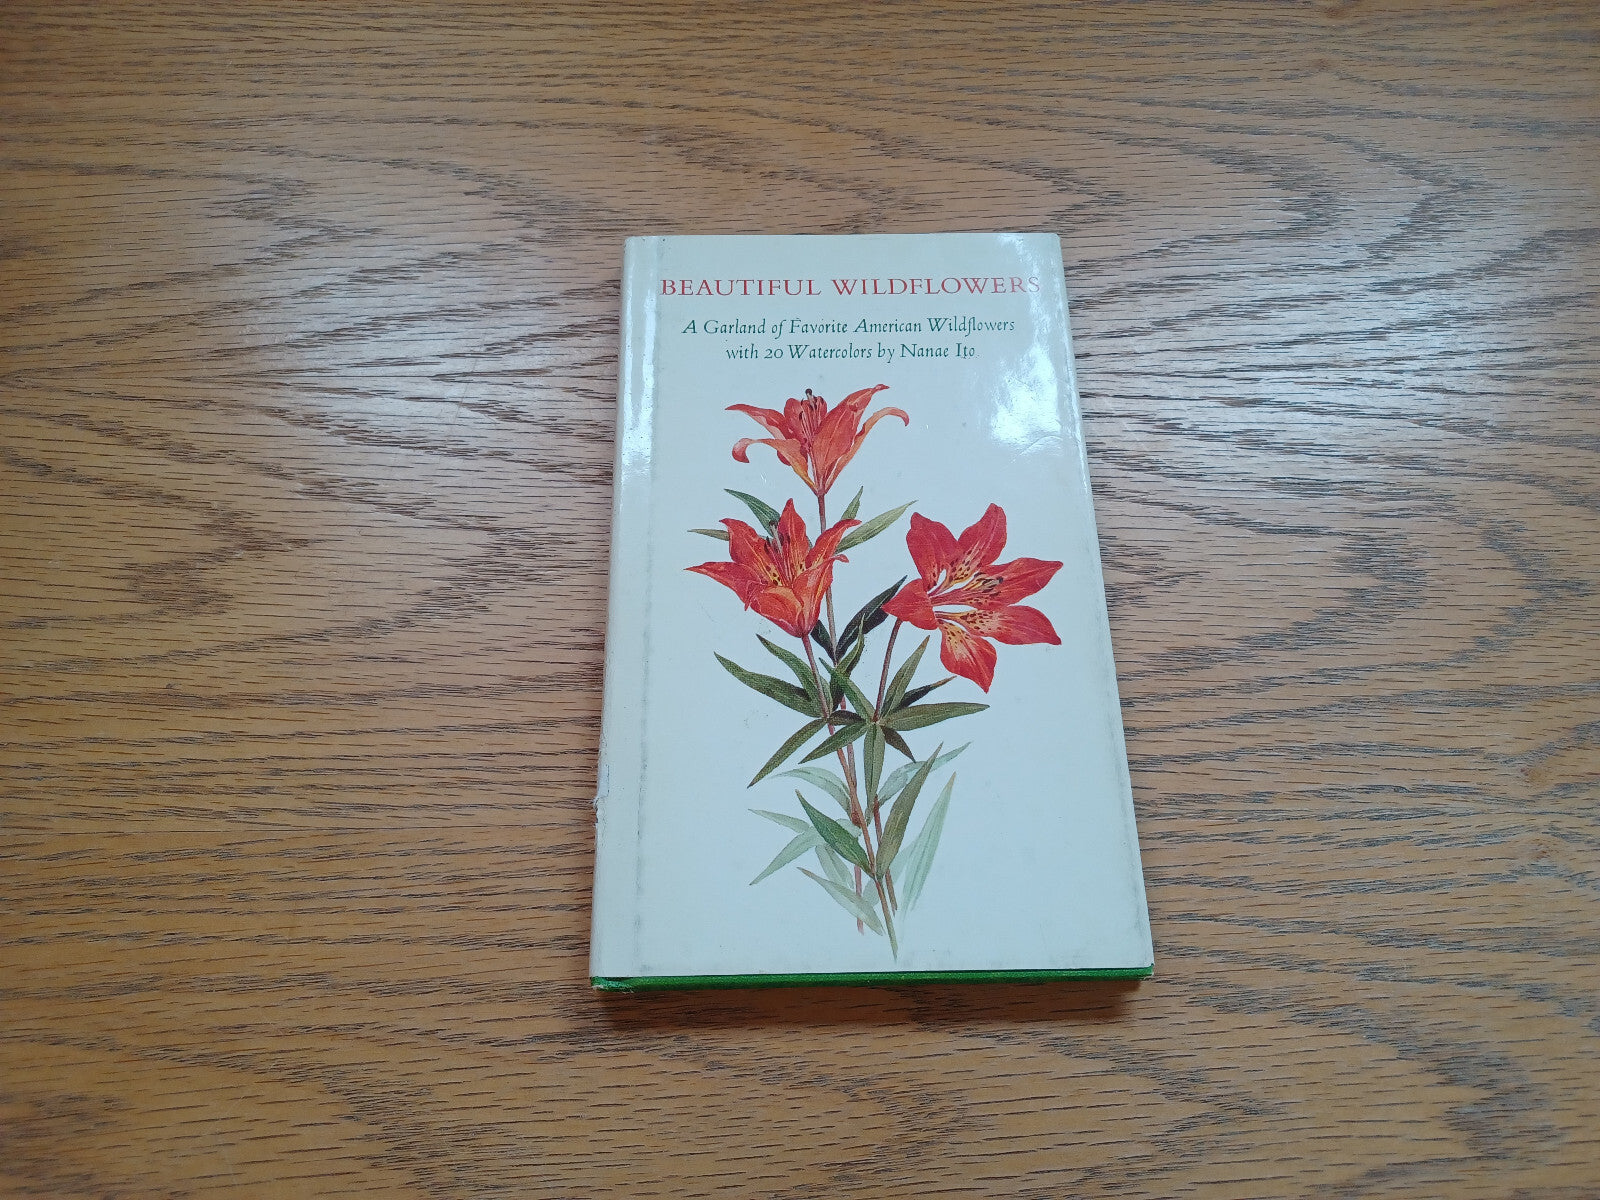 BEAUTIFUL WILDFLOWERS
A Garland of Favorite American Wildflowers
with 20 Watercolors by Nanae Ito